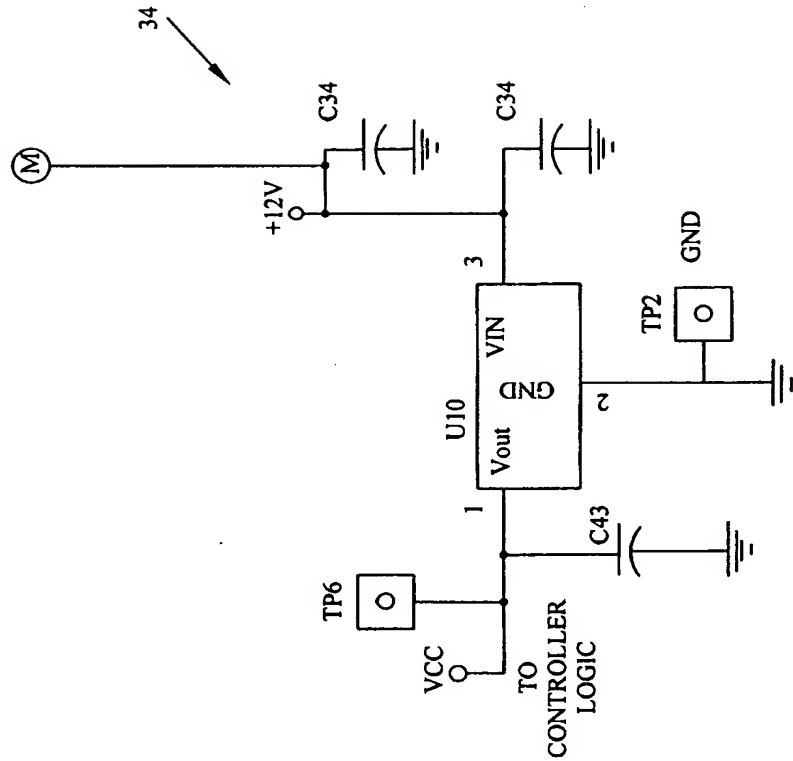 34
M
C34
+12V
C34
3
VIN
U10
GND
Vout
1
2
TP2
GND
C43
TP6
VCC
TO
CONTROLLER
LOGIC